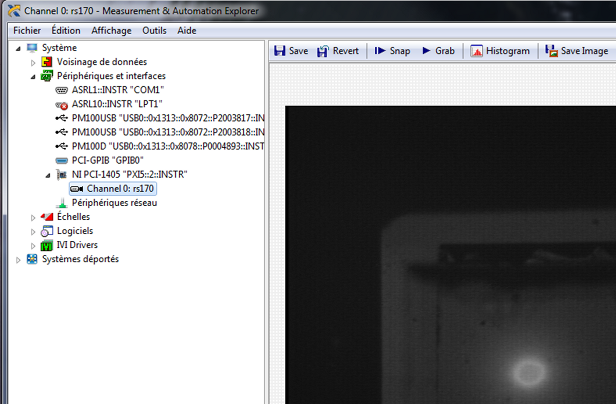 Channel 0: rs170 - Measurement & Automation Explorer
Fichier Édition Affichage Outils Aide
Système
Voisinage de données
Périphériques et interfaces
ASRL1::INSTR "COM1"
ASRL10::INSTR "LPT1"
PM100USB "USB0::0x1313::0x8072::P2003817::IN
PM100USB "USB0::0x1313::0x8072::P2003818::IN
PM100D "USB0::0x1313::0x8078::P0004893::INST
PCI-GPIB "GPIB0"
NI PCI-1405 "PXI5::2::INSTR"
Channel 0: rs170
Périphériques réseau
Échelles
Logiciels
IVI Drivers
Systèmes déportés
Save Revert Snap Grab Histogram Save Image